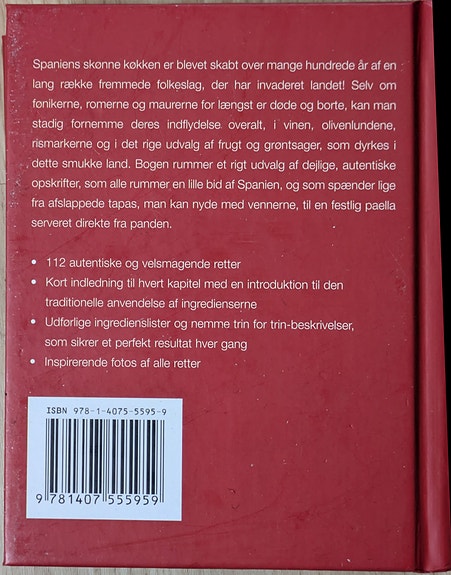 Spaniens skønne køkken er blevet skabt over mange hundrede år af en
lang række fremmede folkeslag, der har invaderet landet! Selv om
fønikerne, romerne og maurerne for længst er døde og borte, kan man
stadig fornemme deres indflydelse overalt, i vinen, olivenlundene,
rismarkerne og i det rige udvalg af frugt og grøntsager, som dyrkes i
dette smukke land. Bogen rummer et rigt udvalg af dejlige, autentiske
opskrifter, som alle rummer en lille bid af Spanien, og som spænder lige
fra afslappede tapas, man kan nyde med vennerne, til en festlig paella
serveret direkte fra panden.
• 112 autentiske og velsmagende retter
• Kort indledning til hvert kapitel med en introduktion til den
traditionelle anvendelse af ingredienserne
• Udførlige ingredienslister og nemme trin for trin-beskrivelser,
som sikrer et perfekt resultat hver gang
• Inspirerende fotos af alle retter
ISBN 978-1-4075-5595-9
9 781407 555959